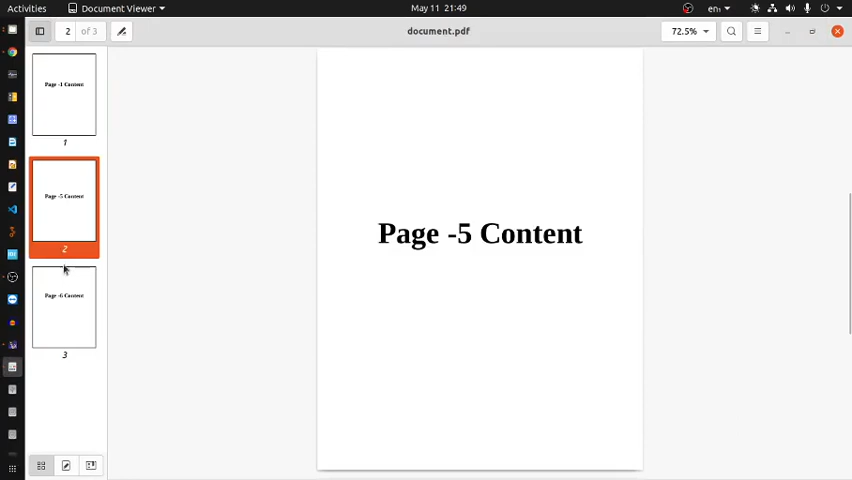 Activities Document Viewer May 11 21:49 en₁
2 of 3 document.pdf 72.5%
Page -1 Content
1
Page -5 Content
2
Page -6 Content
3
Page -5 Content